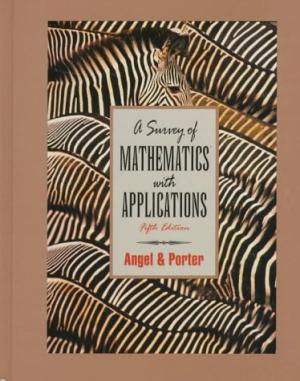 A Survey of
MATHEMATICS
with
APPLICATIONS
Fifth Edition
Angel & Porter